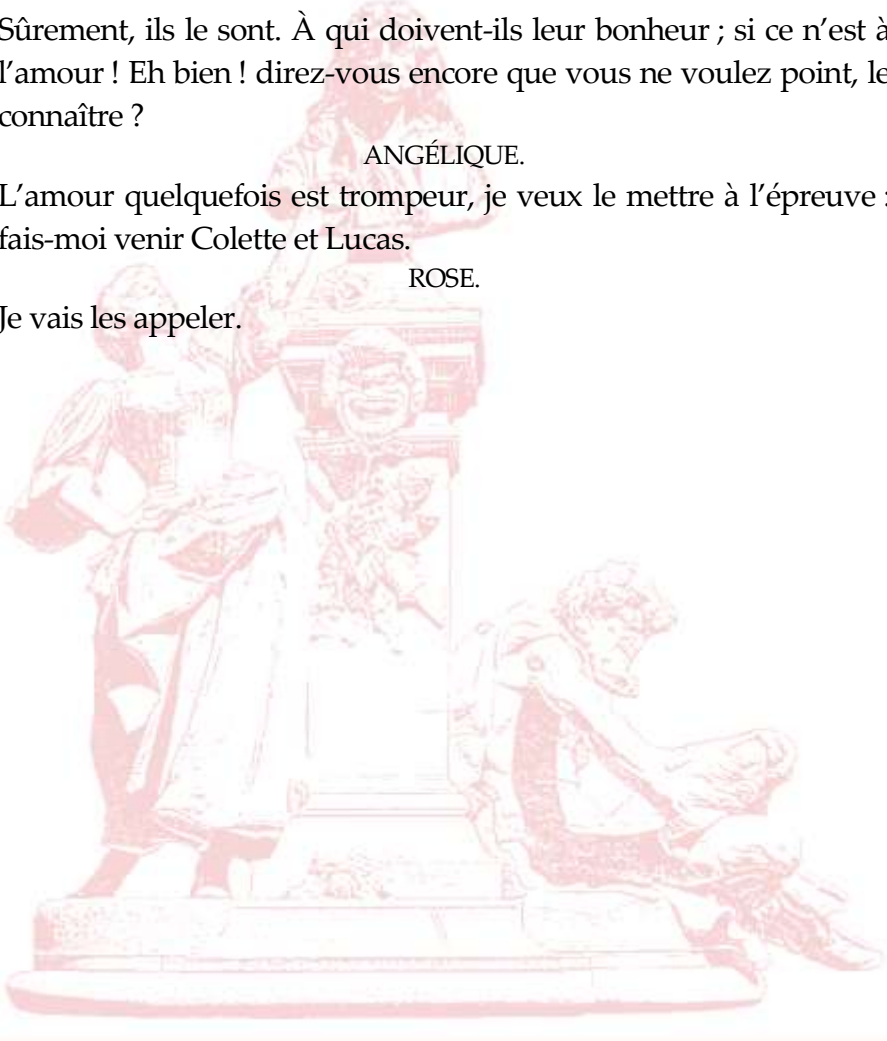 Sûrement, ils le sont. À qui doivent-ils leur bonheur ; si ce n’est à
l’amour ! Eh bien ! direz-vous encore que vous ne voulez point, le
connaître ?
ANGÉLIQUE.
L’amour quelquefois est trompeur, je veux le mettre à l’épreuve :
fais-moi venir Colette et Lucas.
ROSE.
Je vais les appeler.